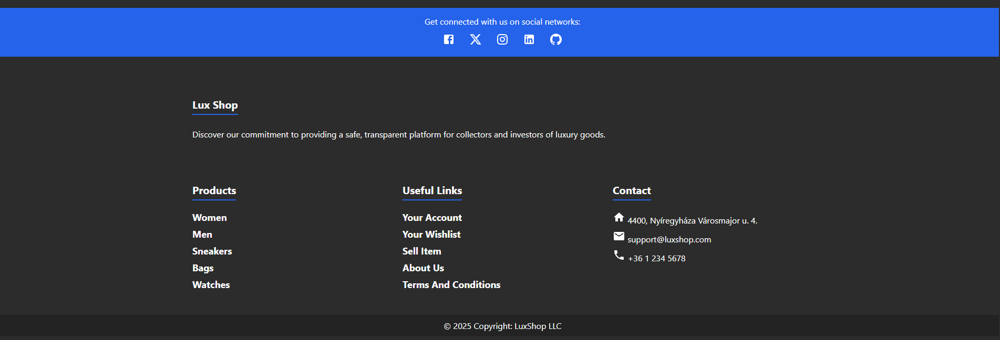 Get connected with us on social networks:
Lux Shop
Discover our commitment to providing a safe, transparent platform for collectors and investors of luxury goods.
Products
Women
Men
Sneakers
Bags
Watches
Useful Links
Your Account
Your Wishlist
Sell Item
About Us
Terms And Conditions
Contact
4400, Nyíregyháza Városmajor u. 4.
support@luxshop.com
+36 1 234 5678
© 2025 Copyright: LuxShop LLC